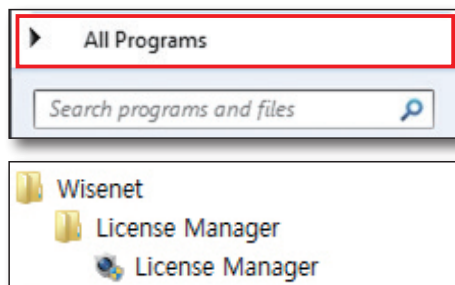 All Programs
Search programs and files
Wisenet
License Manager
License Manager